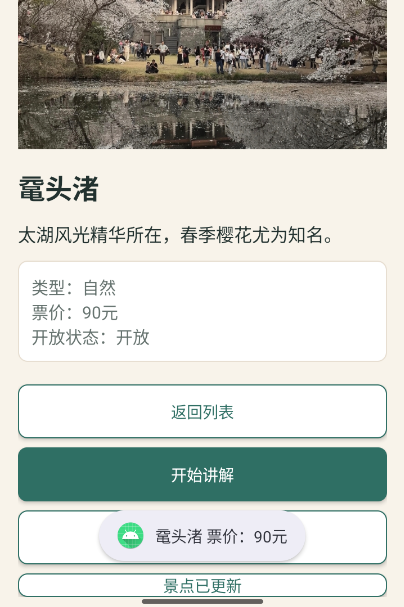 鼋头渚
太湖风光精华所在，春季樱花尤为知名。
类型：自然
票价：90元
开放状态：开放
返回列表
开始讲解
鼋头渚 票价：90元
景点已更新